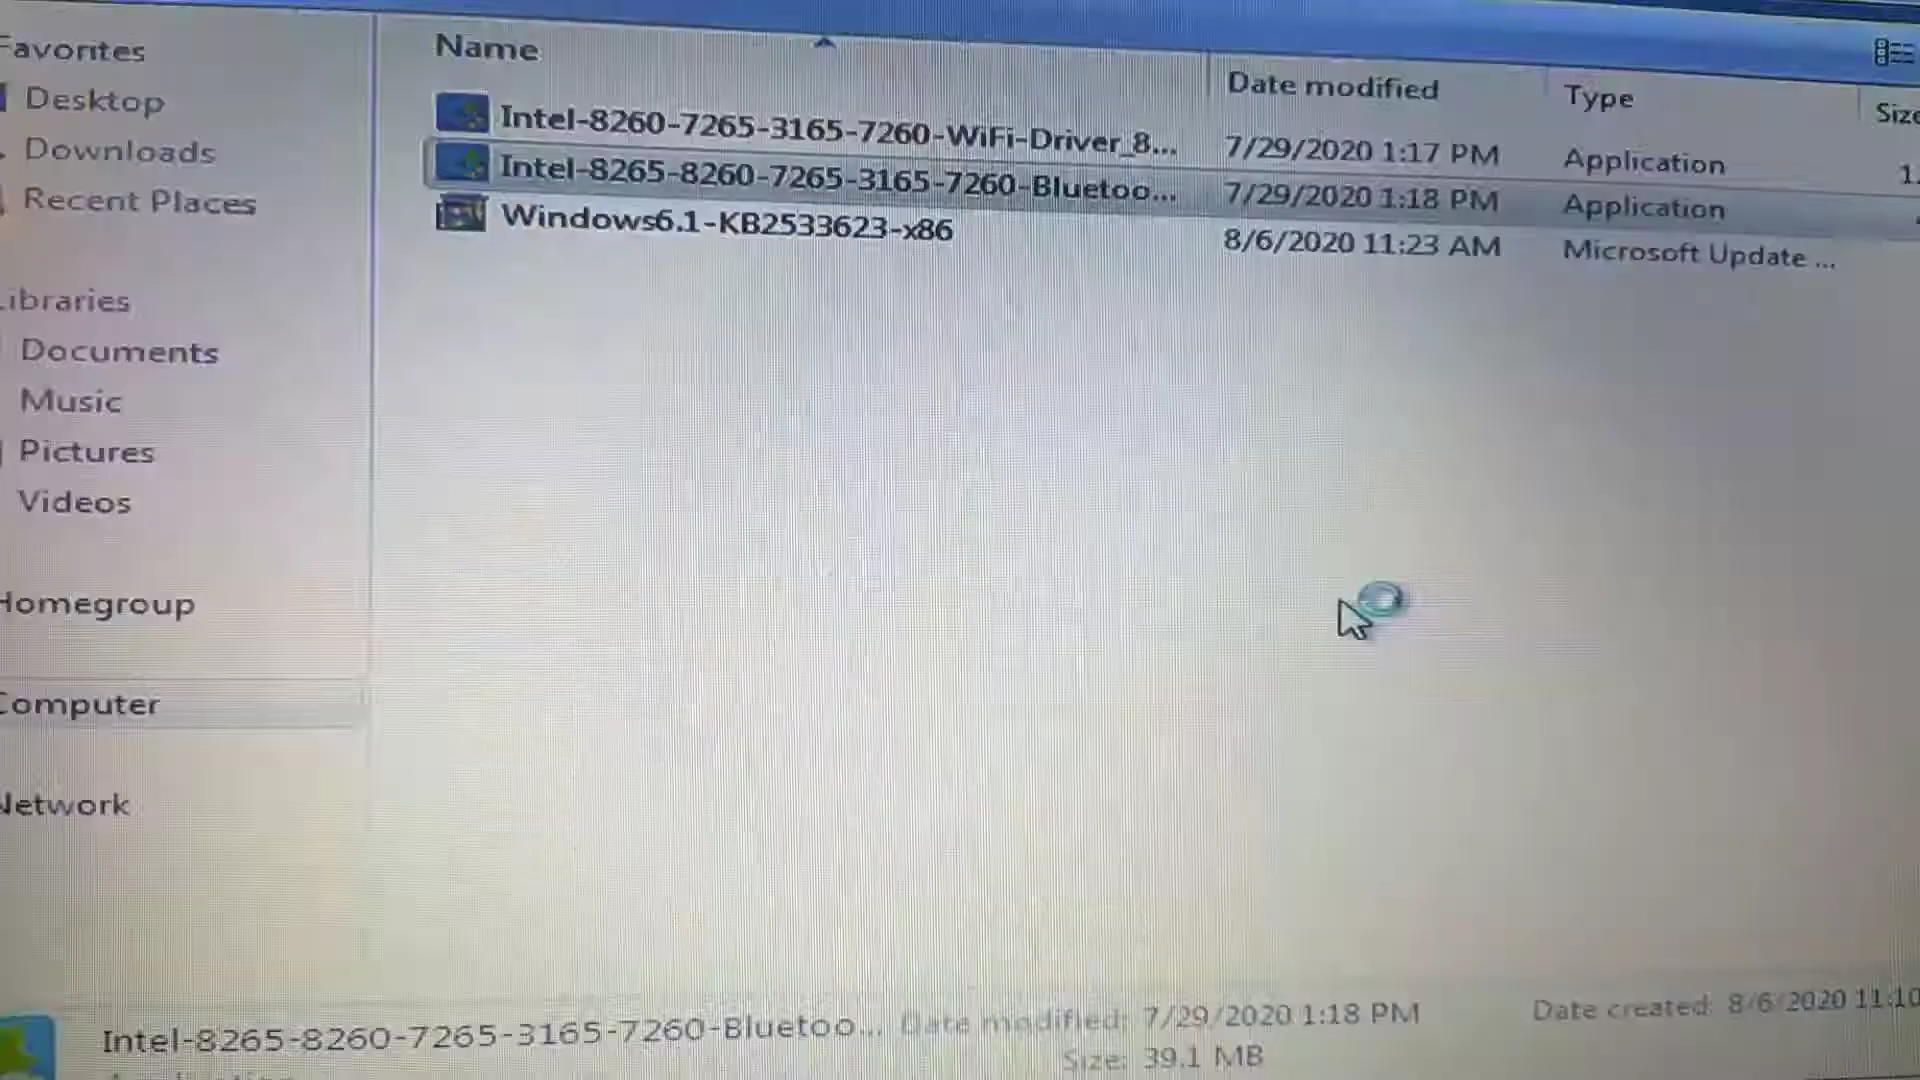 Favorites
Desktop
Downloads
Recent Places
Libraries
Documents
Music
Pictures
Videos
Homegroup
Computer
Network
Name Date modified Type Size
Intel-8260-7265-3165-7260-WiFi-Driver_8... 7/29/2020 1:17 PM Application 1.
Intel-8265-8260-7265-3165-7260-Bluetoo... 7/29/2020 1:18 PM Application
Windows6.1-KB2533623-x86 8/6/2020 11:23 AM Microsoft Update ...
Intel-8265-8260-7265-3165-7260-Bluetoo... Date modified: 7/29/2020 1:18 PM Date created: 8/6/2020 11:10
Size: 39.1 MB